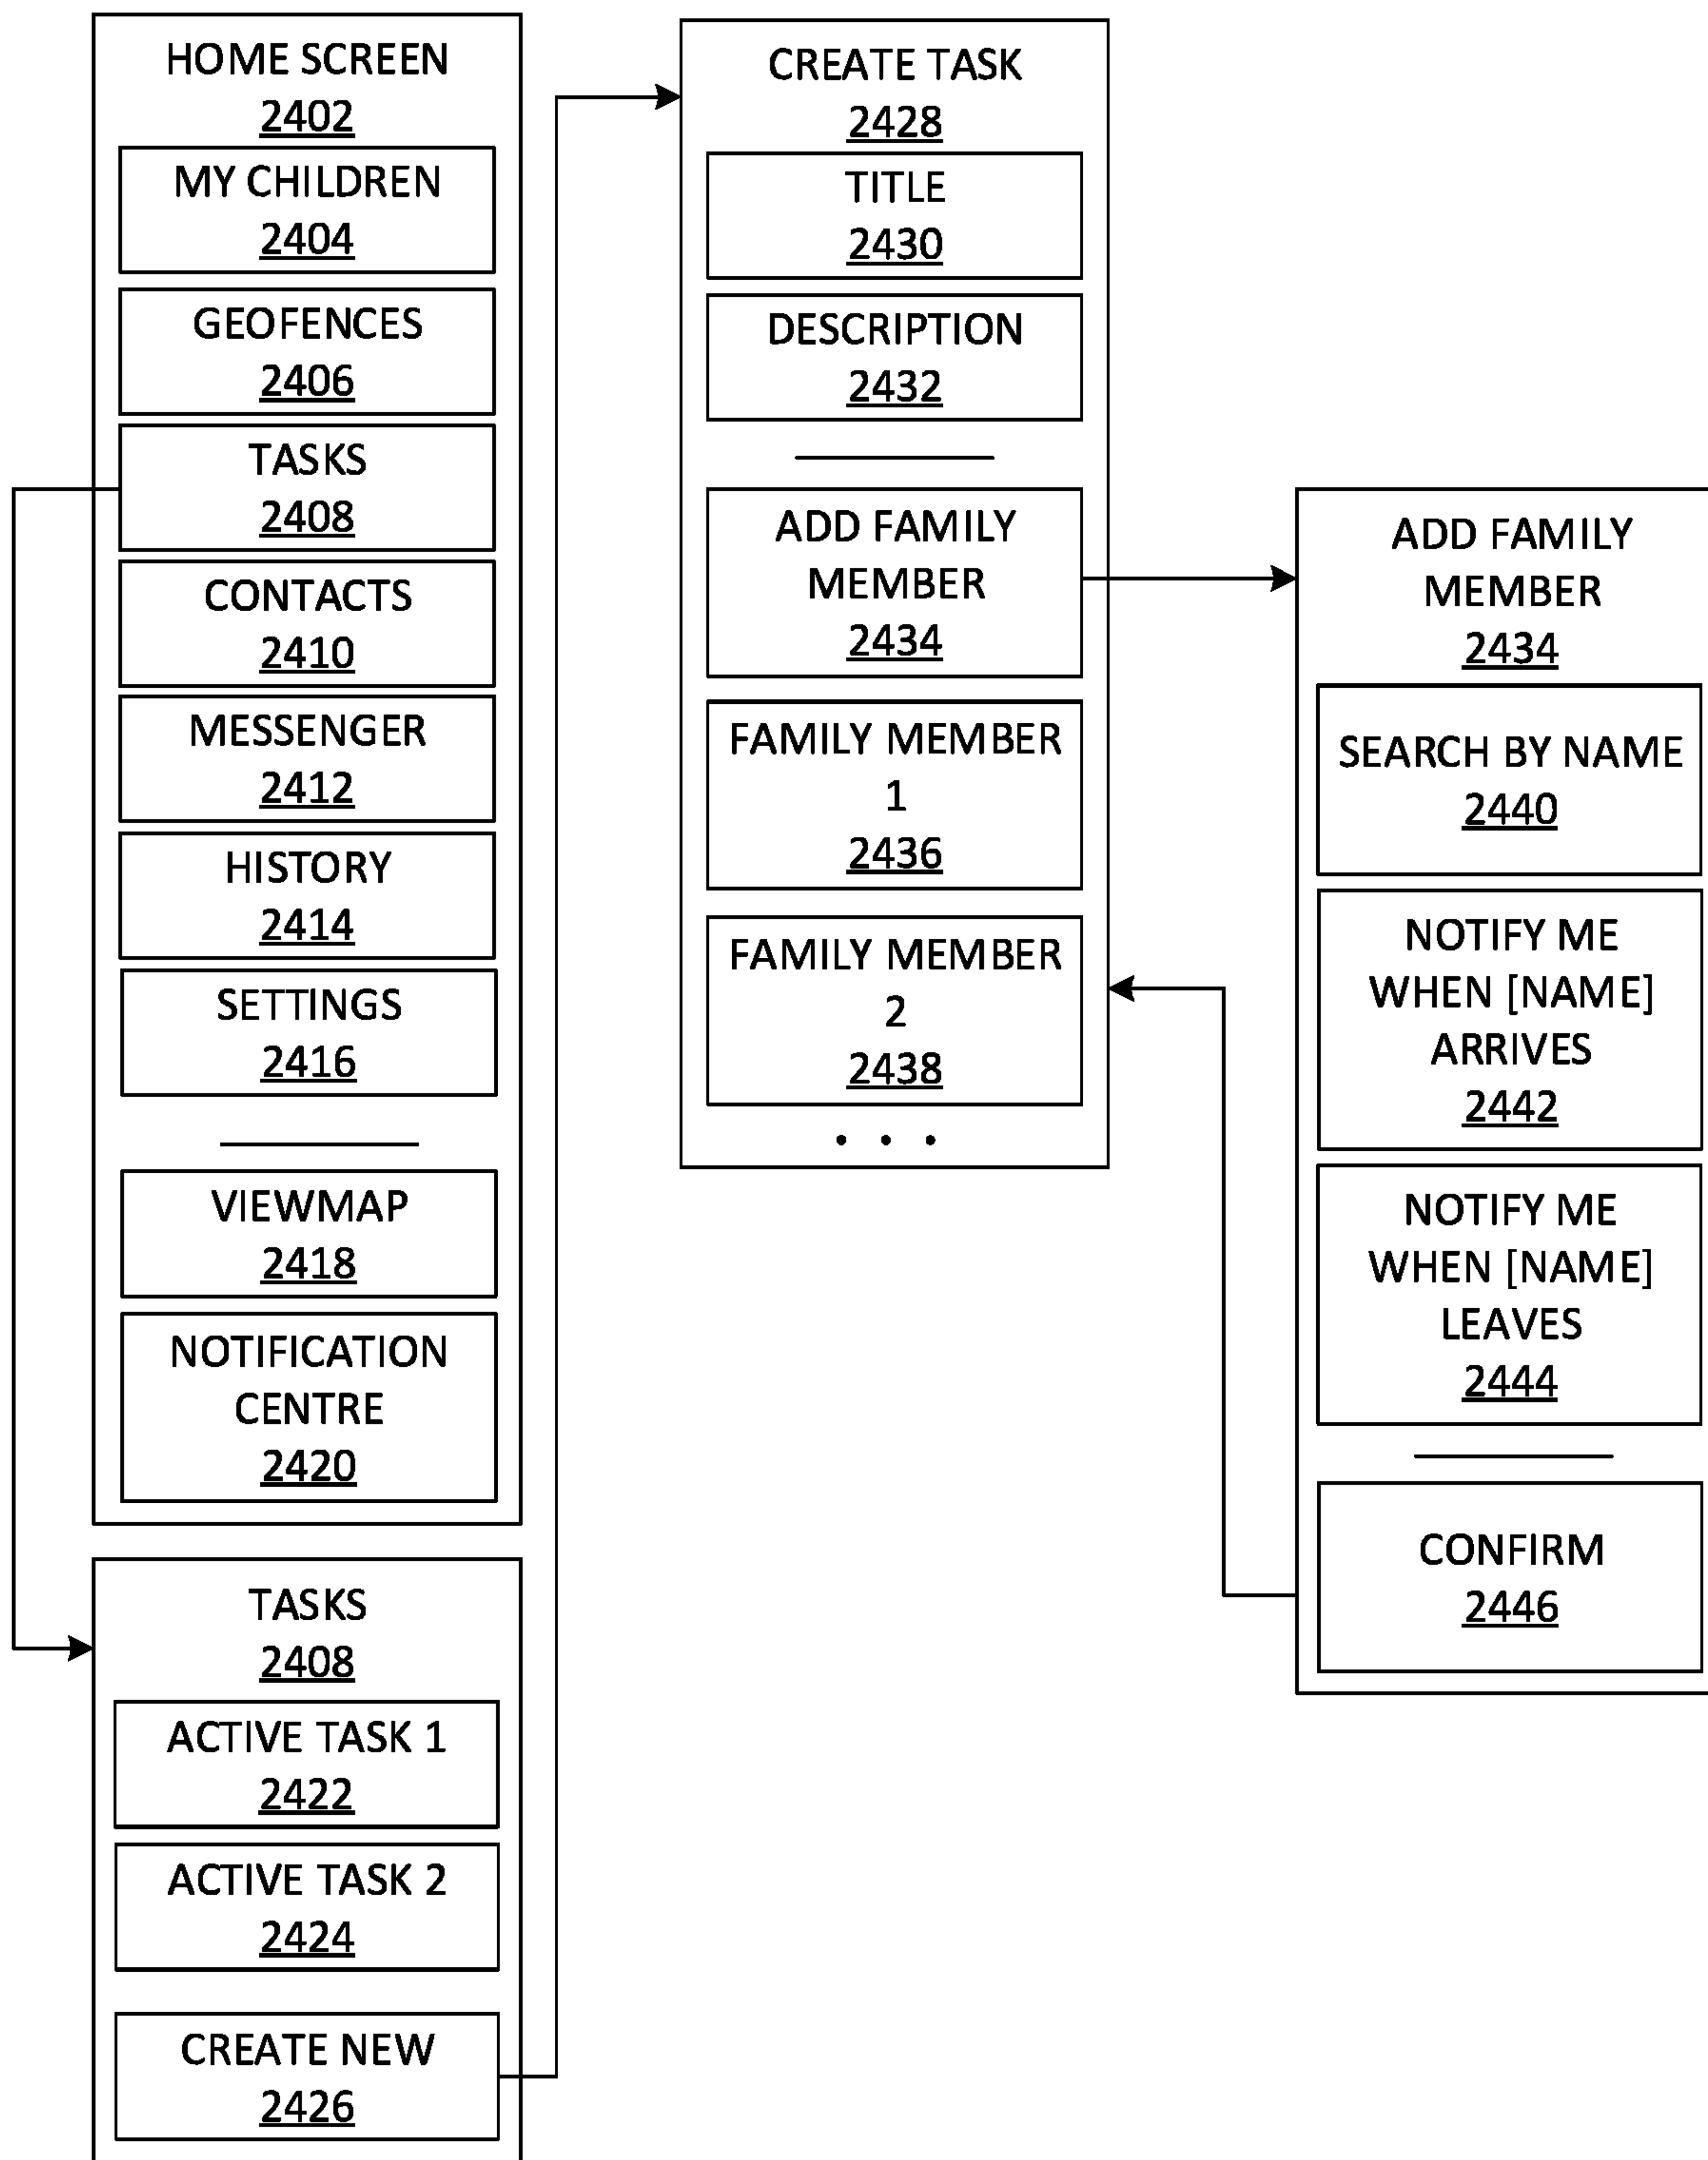 HOME SCREEN
2402
MY CHILDREN
2404
GEOFENCES
2406
TASKS
2408
CONTACTS
2410
MESSENGER
2412
HISTORY
2414
SETTINGS
2416
VIEWMAP
2418
NOTIFICATION
CENTRE
2420
TASKS
2408
ACTIVE TASK 1
2422
ACTIVE TASK 2
2424
CREATE NEW
2426
CREATE TASK
2428
TITLE
2430
DESCRIPTION
2432
ADD FAMILY
MEMBER
2434
FAMILY MEMBER
1
2436
FAMILY MEMBER
2
2438
. . .
ADD FAMILY
MEMBER
2434
SEARCH BY NAME
2440
NOTIFY ME
WHEN [NAME]
ARRIVES
2442
NOTIFY ME
WHEN [NAME]
LEAVES
2444
CONFIRM
2446